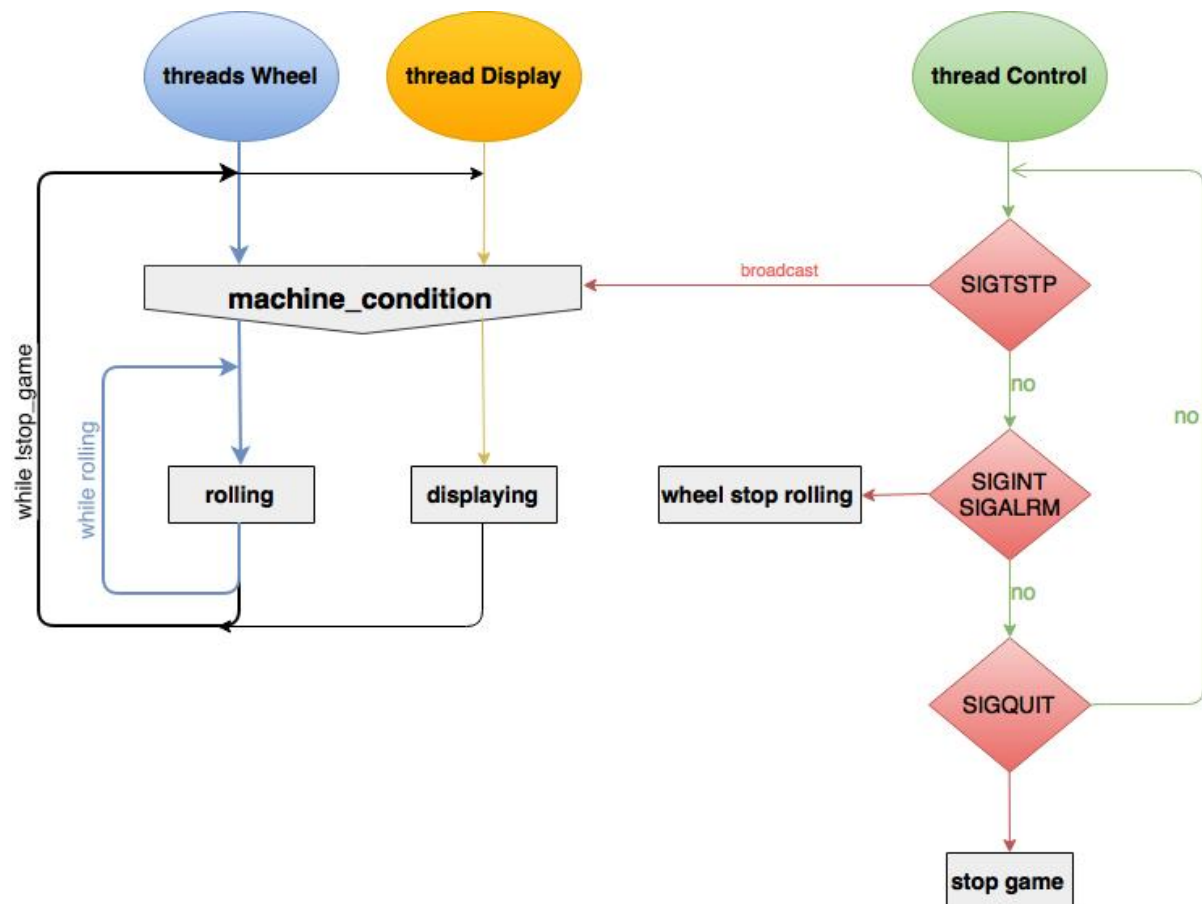 threads Wheel
thread Display
thread Control
broadcast
SIGTSTP
machine_condition
no
while !stop_game
while rolling
rolling
displaying
wheel stop rolling
SIGINT
SIGALRM
no
no
SIGQUIT
stop game